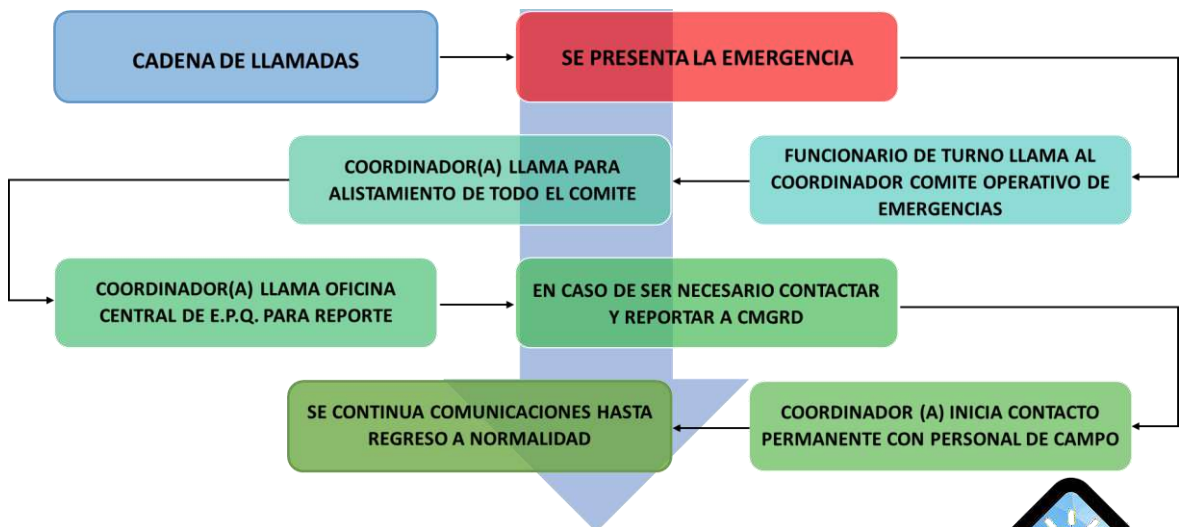 CADENA DE LLAMADAS
SE PRESENTA LA EMERGENCIA
FUNCIONARIO DE TURNO LLAMA AL
COORDINADOR COMITE OPERATIVO DE
EMERGENCIAS
COORDINADOR(A) LLAMA PARA
ALISTAMIENTO DE TODO EL COMITE
COORDINADOR(A) LLAMA OFICINA
CENTRAL DE E.P.Q. PARA REPORTE
EN CASO DE SER NECESARIO CONTACTAR
Y REPORTAR A CMGRD
COORDINADOR (A) INICIA CONTACTO
PERMANENTE CON PERSONAL DE CAMPO
SE CONTINUA COMUNICACIONES HASTA
REGRESO A NORMALIDAD